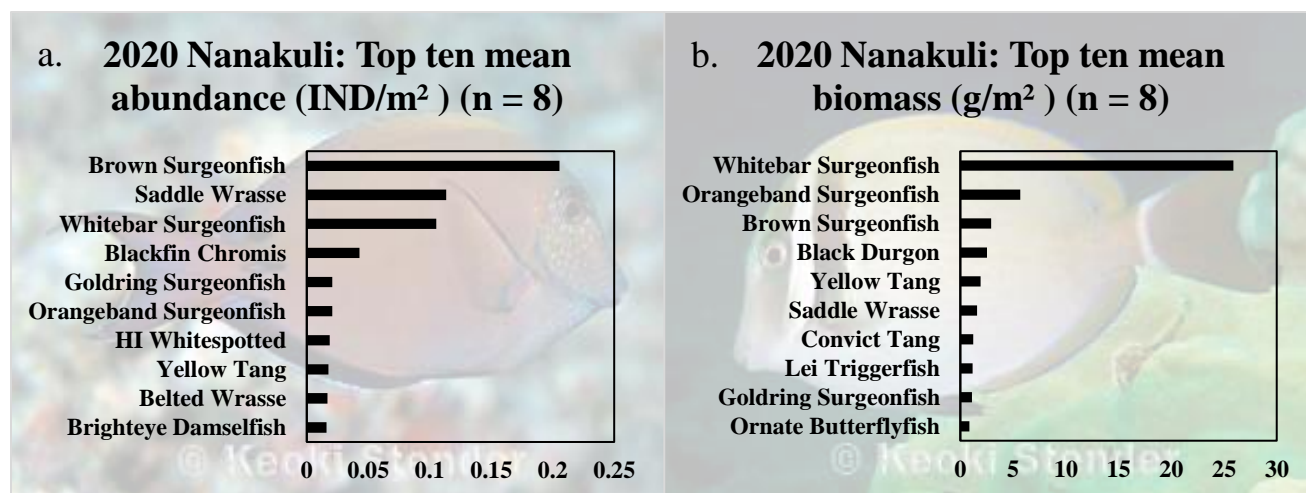 a. 2020 Nanakuli: Top ten mean
abundance (IND/m² ) (n = 8)
Brown Surgeonfish
Saddle Wrasse
Whitebar Surgeonfish
Blackfin Chromis
Goldring Surgeonfish
Orangeband Surgeonfish
HI Whitespotted
Yellow Tang
Belted Wrasse
Brighteye Damselfish
0 0.05 0.1 0.15 0.2 0.25
© Keoki Stender
b. 2020 Nanakuli: Top ten mean
biomass (g/m² ) (n = 8)
Whitebar Surgeonfish
Orangeband Surgeonfish
Brown Surgeonfish
Black Durgon
Yellow Tang
Saddle Wrasse
Convict Tang
Lei Triggerfish
Goldring Surgeonfish
Ornate Butterflyfish
0 5 10 15 20 25 30
© Keoki Stender